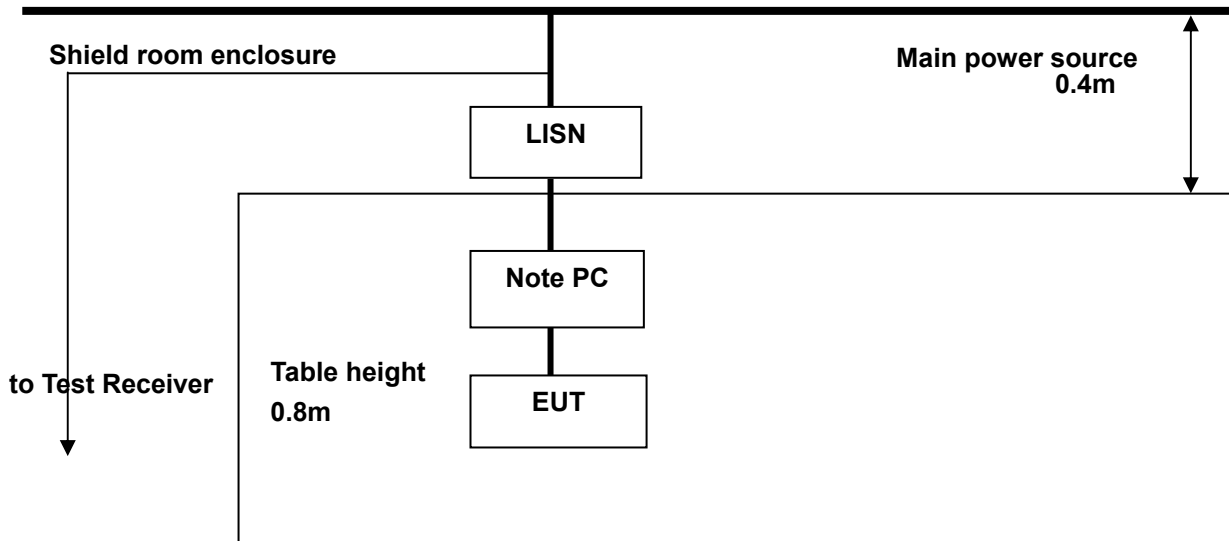 Shield room enclosure
Main power source
0.4m
LISN
Note PC
to Test Receiver
Table height
0.8m
EUT